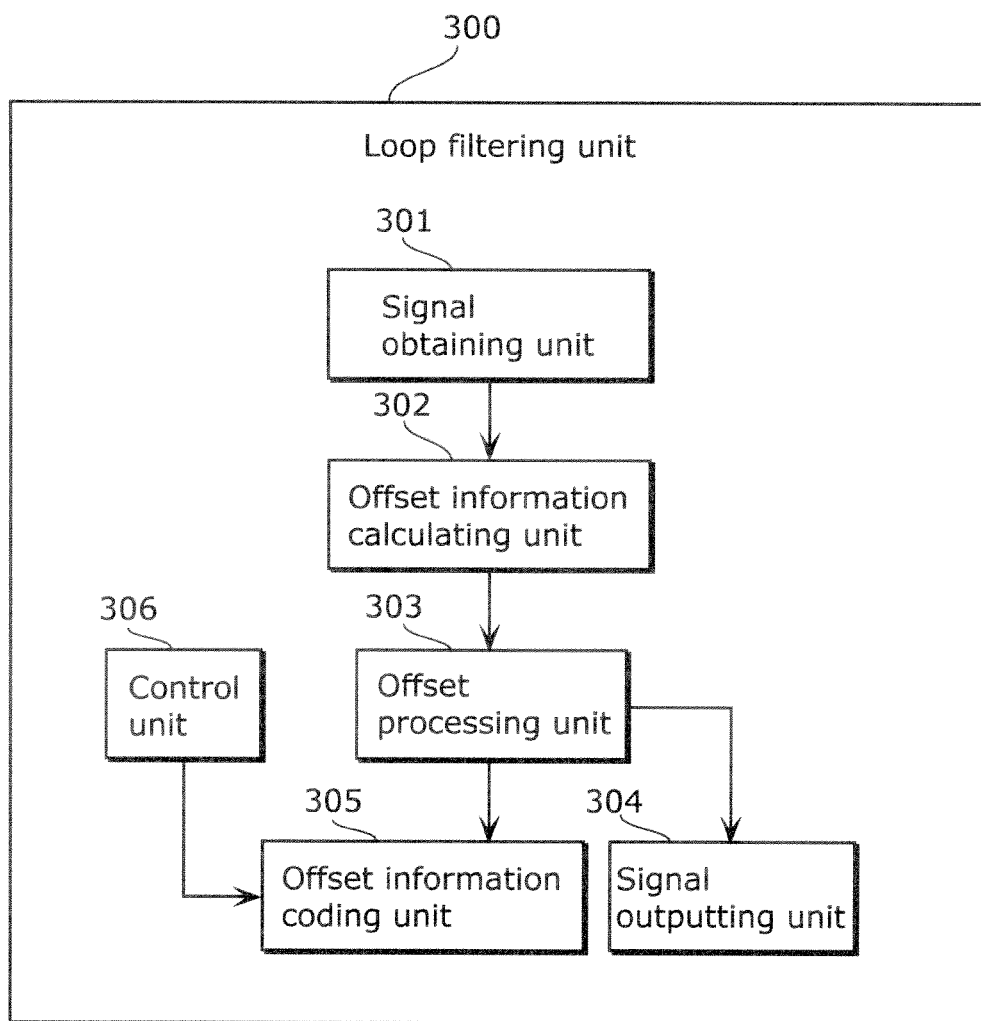 300
Loop filtering unit
301
Signal
obtaining unit
302
Offset information
calculating unit
303
306
Offset
processing unit
Control
unit
305
304
Offset information
coding unit
Signal
outputting unit